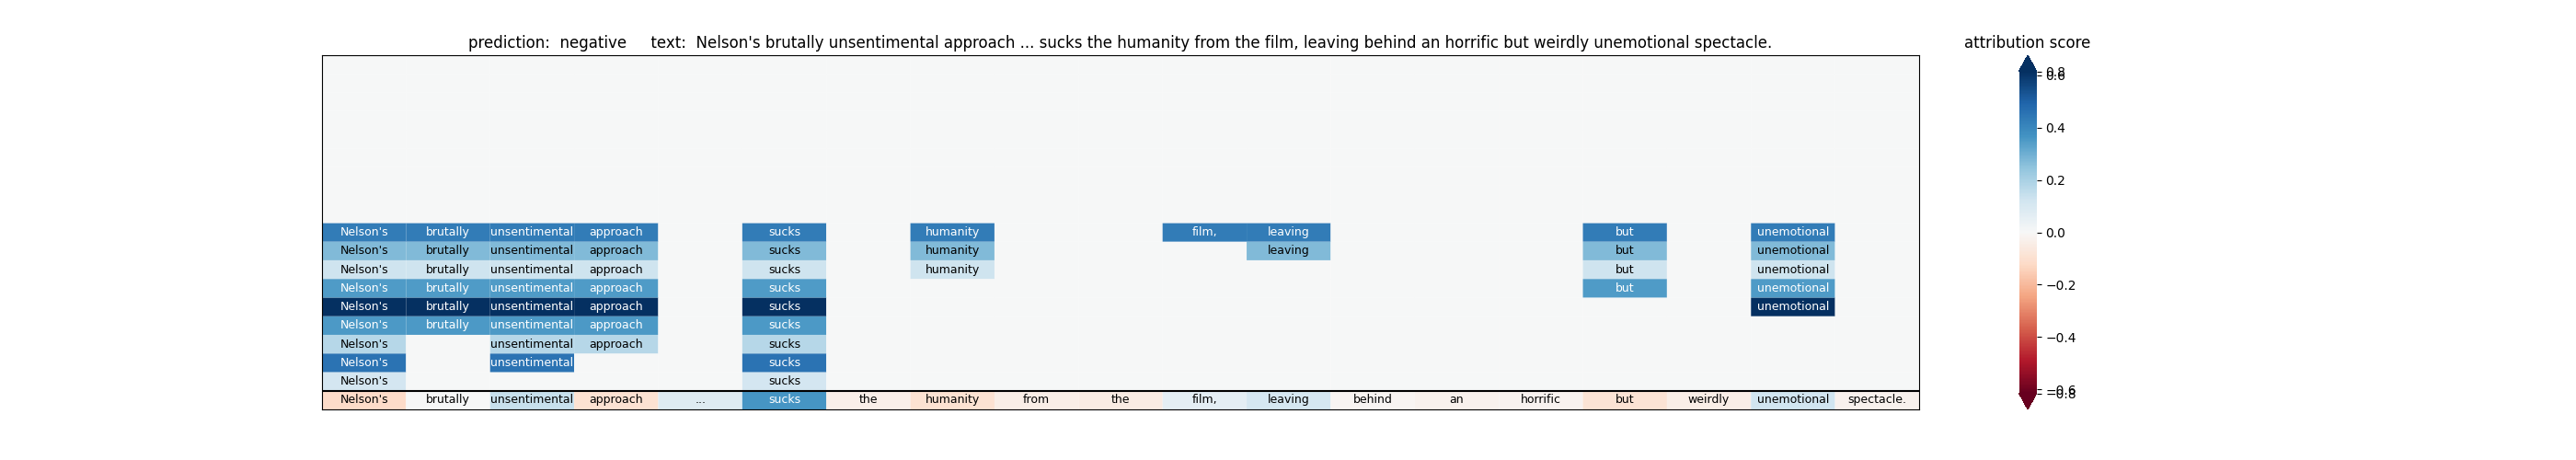 prediction:  negative     text:  Nelson's brutally unsentimental approach ... sucks the humanity from the film, leaving behind an horrific but weirdly unemotional spectacle.
attribution score
Nelson's brutally unsentimental approach sucks humanity film, leaving but unemotional
Nelson's brutally unsentimental approach sucks humanity leaving but unemotional
Nelson's brutally unsentimental approach sucks humanity but unemotional
Nelson's brutally unsentimental approach sucks but unemotional
Nelson's brutally unsentimental approach sucks unemotional
Nelson's brutally unsentimental approach sucks
Nelson's unsentimental approach sucks
Nelson's unsentimental sucks
Nelson's sucks
Nelson's brutally unsentimental approach ... sucks the humanity from the film, leaving behind an horrific but weirdly unemotional spectacle.
0.8
0.6
0.4
0.2
0.0
−0.2
−0.4
−0.6
−0.8